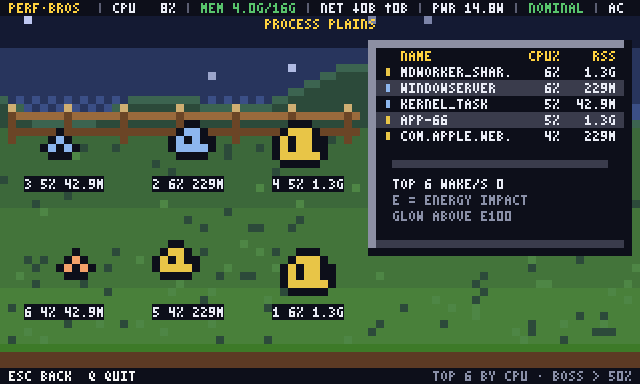 PERF·BROS | CPU 8% | MEM 4.0G/16G | NET ↓0B ↑0B | PWR 14.8W | NOMINAL | AC
PROCESS PLAINS
NAME CPU% RSS
MDWORKER_SHAR. 6% 1.3G
WINDOWSERVER 6% 229M
KERNEL_TASK 5% 42.9M
APP-66 5% 1.3G
COM.APPLE.WEB. 4% 229M
TOP 6 WAKE/S 0
E = ENERGY IMPACT
GLOW ABOVE E100
3 5% 42.9M
2 6% 229M
4 5% 1.3G
6 4% 42.9M
5 4% 229M
1 6% 1.3G
ESC BACK Q QUIT
TOP 6 BY CPU · BOSS > 50%